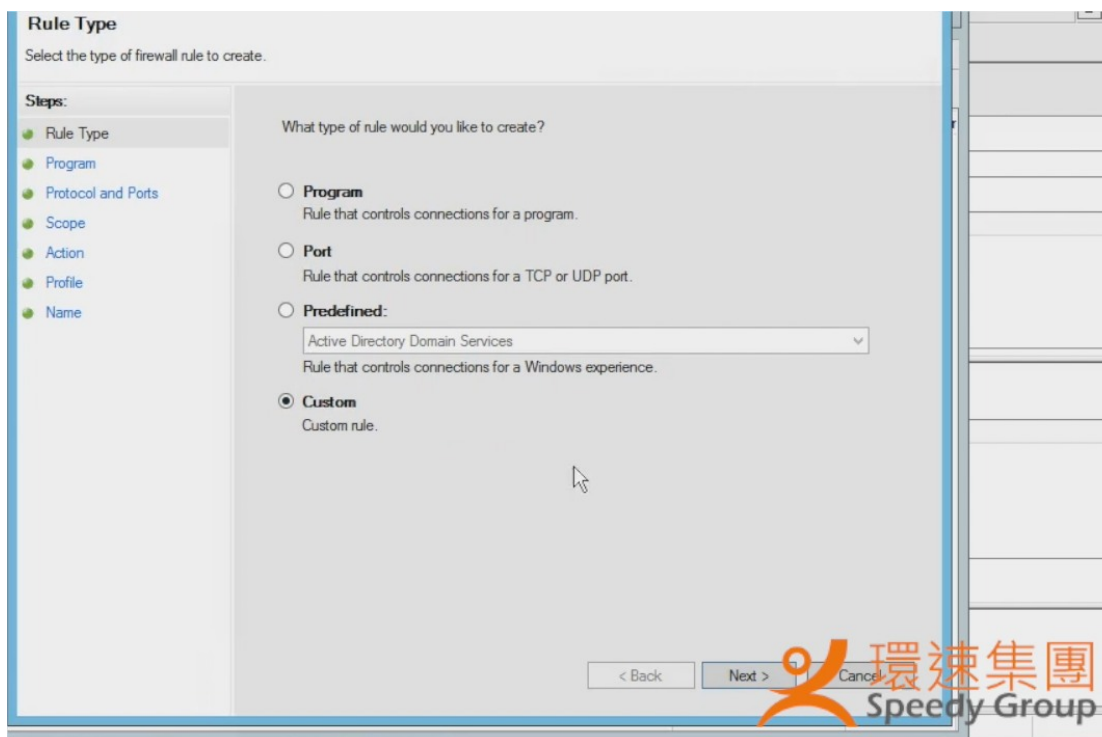 Rule Type
Select the type of firewall rule to create.
Steps:
Rule Type
Program
Protocol and Ports
Scope
Action
Profile
Name
What type of rule would you like to create?
Program
Rule that controls connections for a program.
Port
Rule that controls connections for a TCP or UDP port.
Predefined:
Active Directory Domain Services
Rule that controls connections for a Windows experience.
Custom
Custom rule.
< Back
Next >
Cancel
環速集團
Speedy Group